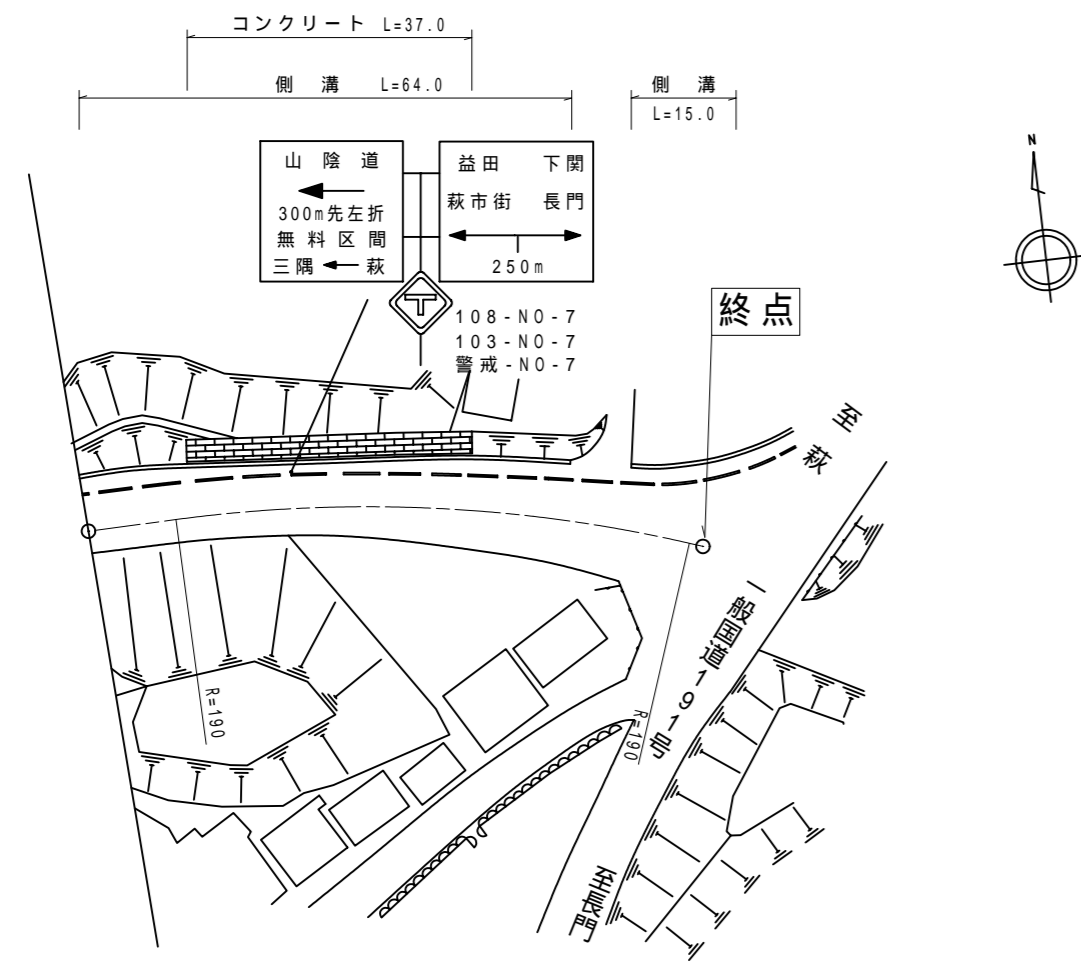 コンクリート L=37.0
側溝 L=64.0
側溝
L=15.0
N
山陰道
300m先左折
無料区間
三隅 萩
益田 下関
萩市街 長門
250m
108-NO-7
103-NO-7
警戒-NO-7
終点
至萩
一般国道191号
R=190
R=190
至長門